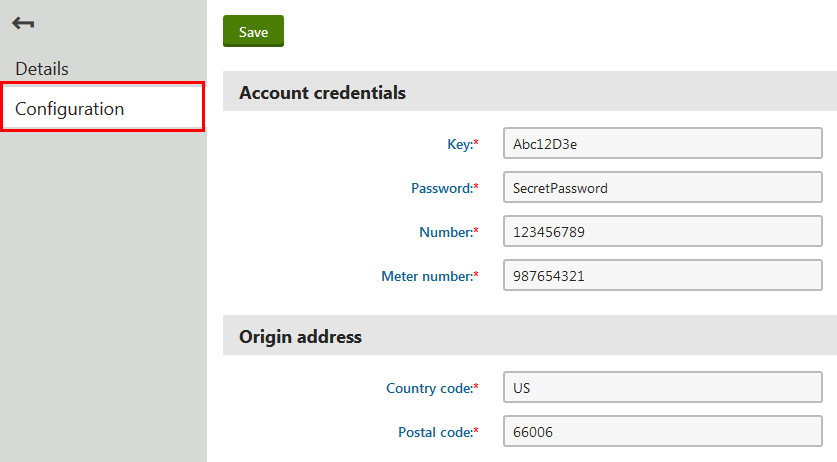 Save
Details
Configuration
Account credentials
Key:* Abc12D3e
Password:* SecretPassword
Number:* 123456789
Meter number:* 987654321
Origin address
Country code:* US
Postal code:* 66006